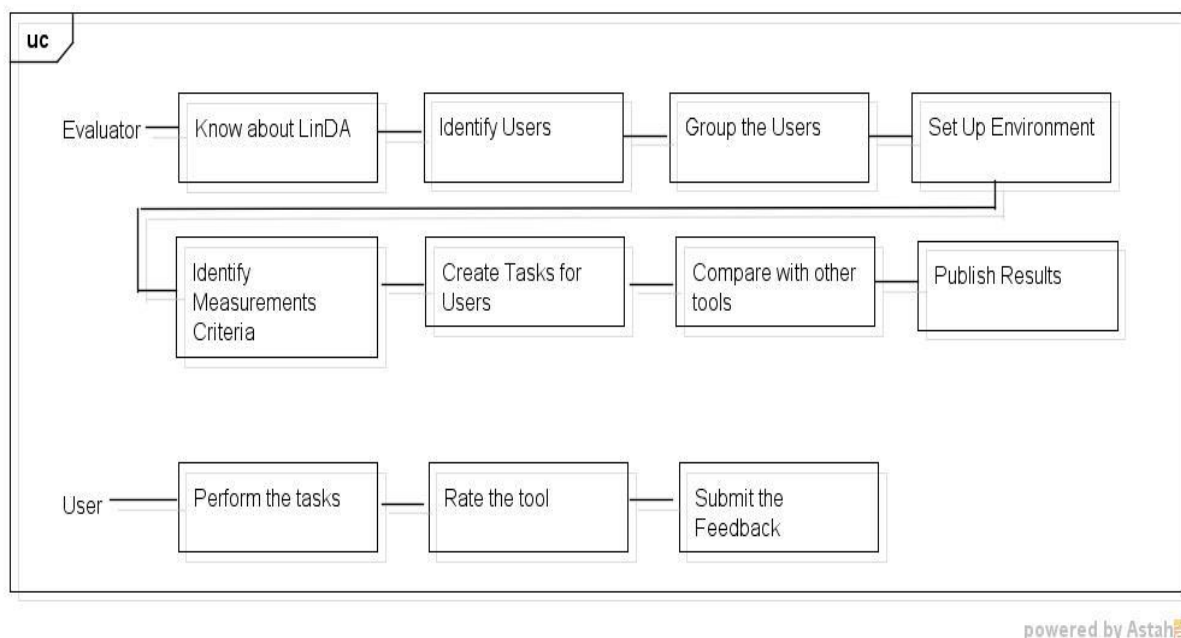 uc
Evaluator
Know about LinDA
Identify Users
Group the Users
Set Up Environment
Identify
Measurements
Criteria
Create Tasks for
Users
Compare with other
tools
Publish Results
User
Perform the tasks
Rate the tool
Submit the
Feedback
powered by Astah